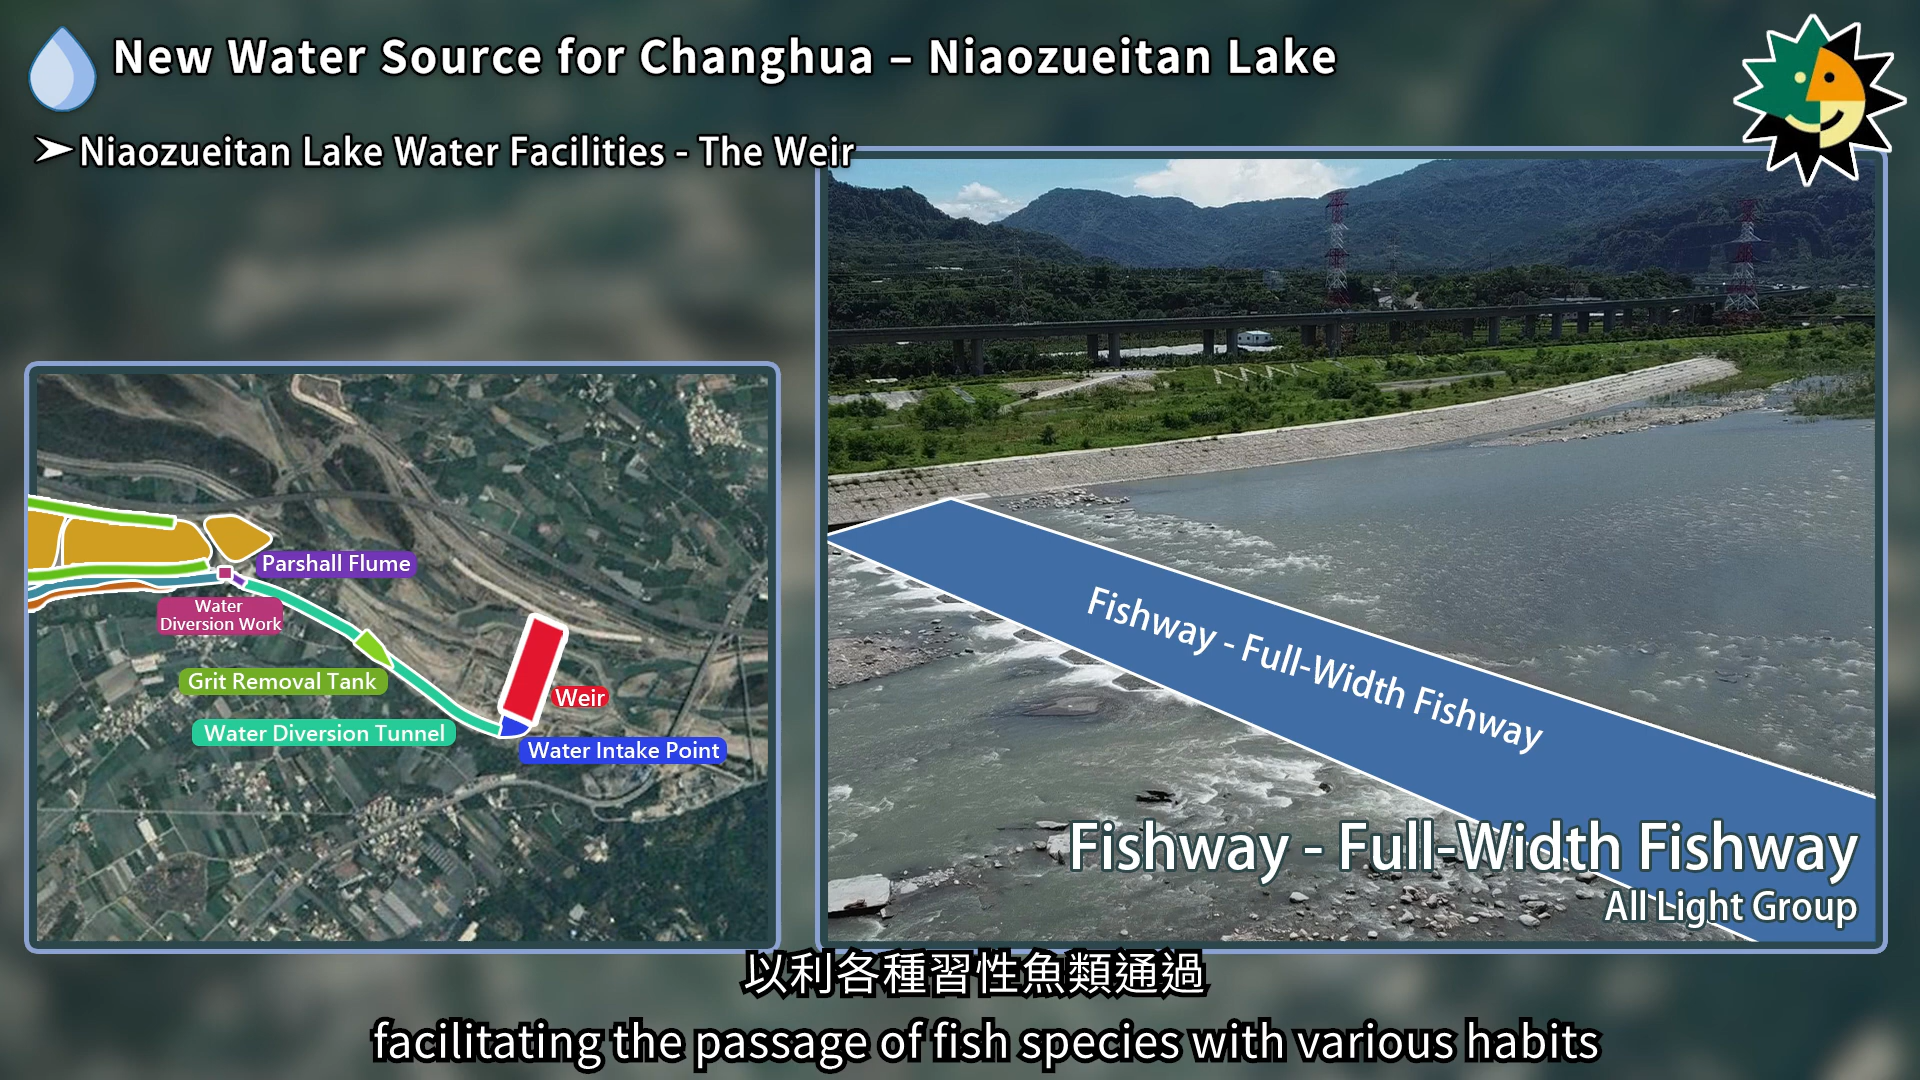 New Water Source for Changhua – Niaozueitan Lake
Niaozueitan Lake Water Facilities - The Weir
Parshall Flume
Water
Diversion Work
Grit Removal Tank
Weir
Water Diversion Tunnel
Water Intake Point
Fishway - Full-Width Fishway
Fishway - Full-Width Fishway
All Light Group
以利各種習性魚類通過
facilitating the passage of fish species with various habits